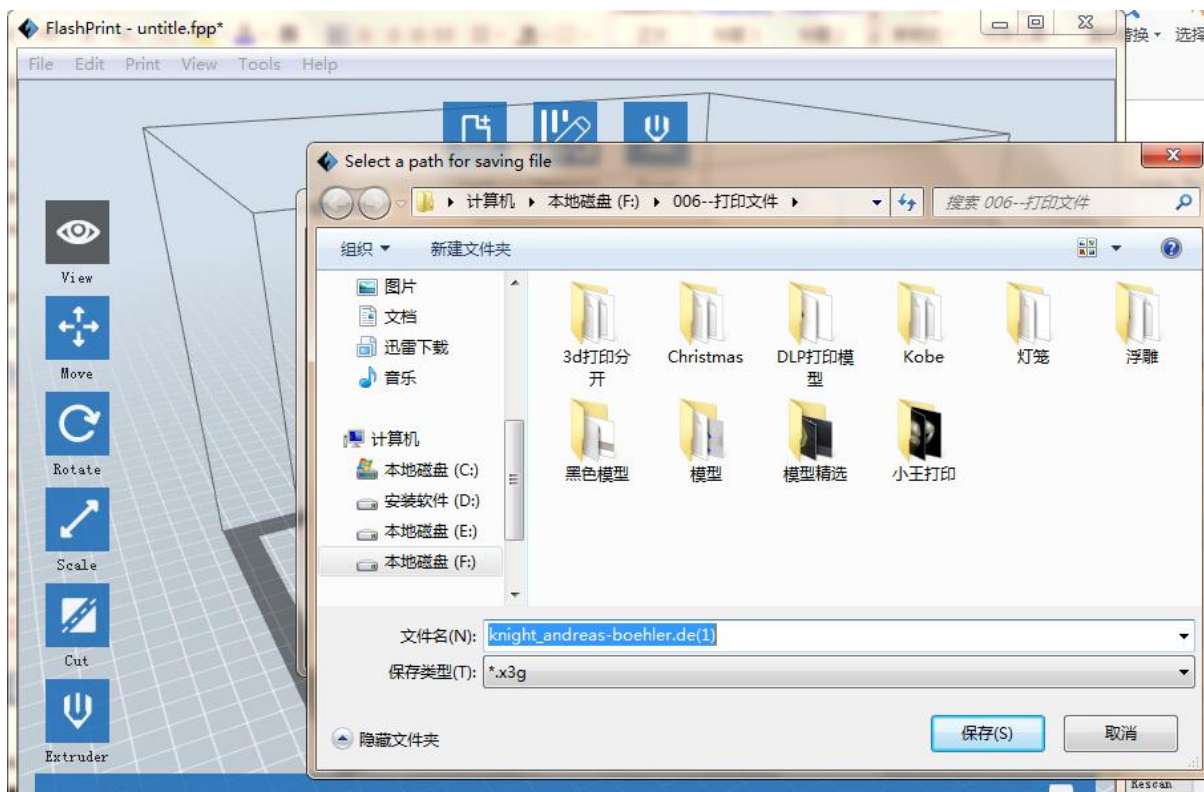 FlashPrint - untitle.fpp*
替换 选择
File Edit Print View Tools Help
Select a path for saving file
计算机 本地磁盘 (F:) 006--打印文件
搜索 006--打印文件
组织 新建文件夹
View
Move
Rotate
Scale
Cut
Extruder
图片
文档
迅雷下载
音乐
计算机
本地磁盘 (C:)
安装软件 (D:)
本地磁盘 (E:)
本地磁盘 (F:)
3d打印分
开
Christmas
DLP打印模
型
Kobe
灯笼
浮雕
黑色模型
模型
模型精选
小王打印
文件名(N): knight_andreas-boehler.de(1)
保存类型(T): *.x3g
隐藏文件夹
保存(S) 取消
Rescan